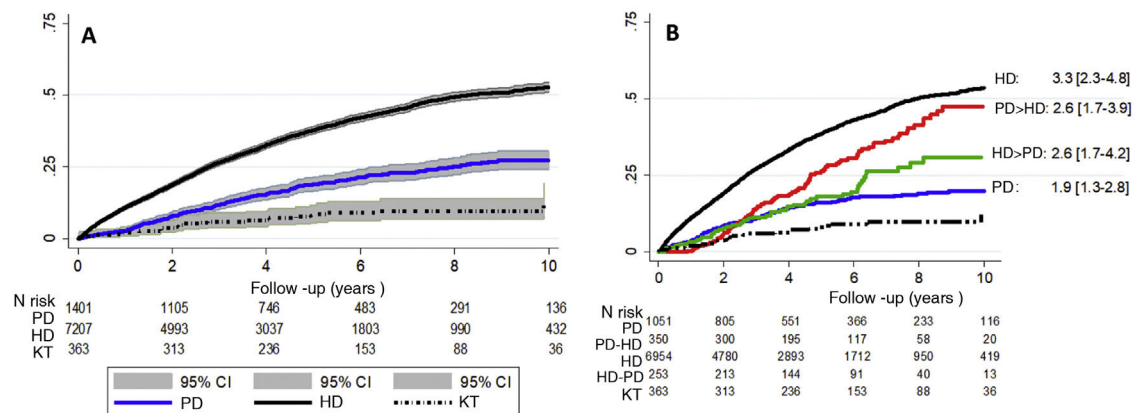 A
.75
.5
.25
0
0 2 4 6 8 10
Follow -up (years )
N risk
PD 1401 1105 746 483 291 136
HD 7207 4993 3037 1803 990 432
KT 363 313 236 153 88 36
95% CI 95% CI 95% CI
PD HD KT
B
.75
.5
.25
0
HD: 3.3 [2.3-4.8]
PD>HD: 2.6 [1.7-3.9]
HD>PD: 2.6 [1.7-4.2]
PD: 1.9 [1.3-2.8]
0 2 4 6 8 10
Follow -up (years )
N risk
PD 1051 805 551 366 233 116
PD-HD 350 300 195 117 58 20
HD 6954 4780 2893 1712 950 419
HD-PD 253 213 144 91 40 13
KT 363 313 236 153 88 36